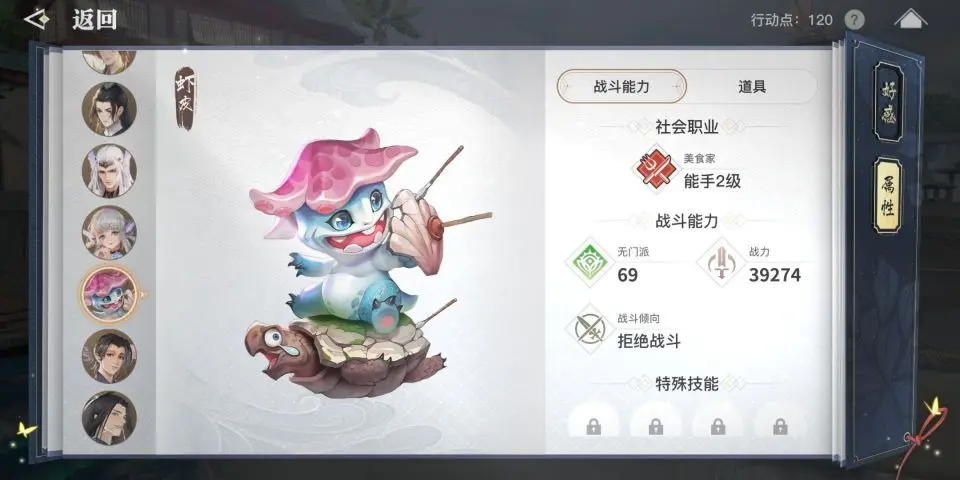 返回
行动点：120
?
虾亥
战斗能力
道具
社会职业
美食家
能手2级
战斗能力
无门派
69
战力
39274
战斗倾向
拒绝战斗
特殊技能
好感
属性